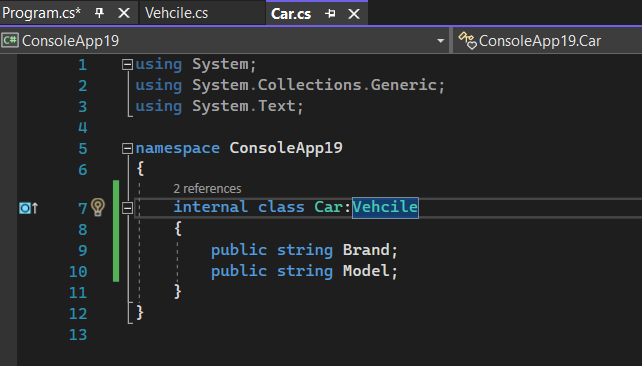 Program.cs* Vehcile.cs Car.cs
C# ConsoleApp19 ConsoleApp19.Car
1 using System;
2 using System.Collections.Generic;
3 using System.Text;
4
5 namespace ConsoleApp19
6 {
2 references
7 internal class Car:Vehcile
8 {
9 public string Brand;
10 public string Model;
11 }
12 }
13